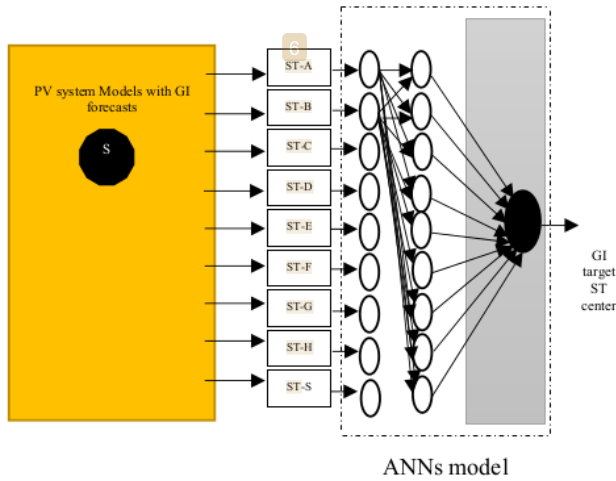 PV system Models with GI
forecasts
S
6
ST-A
ST-B
ST-C
ST-D
ST-E
ST-F
ST-G
ST-H
ST-S
GI
target
ST
center
ANNs model